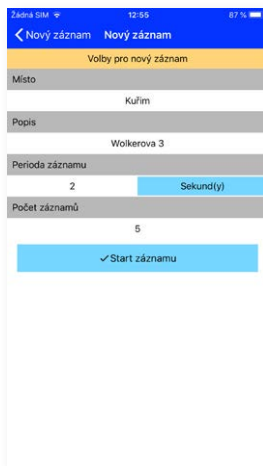 Žádná SIM 12:55 87 %
Nový záznam Nový záznam
Volby pro nový záznam
Místo
Kuřim
Popis
Wolkerova 3
Perioda záznamu
2 Sekund(y)
Počet záznamů
5
Start záznamu